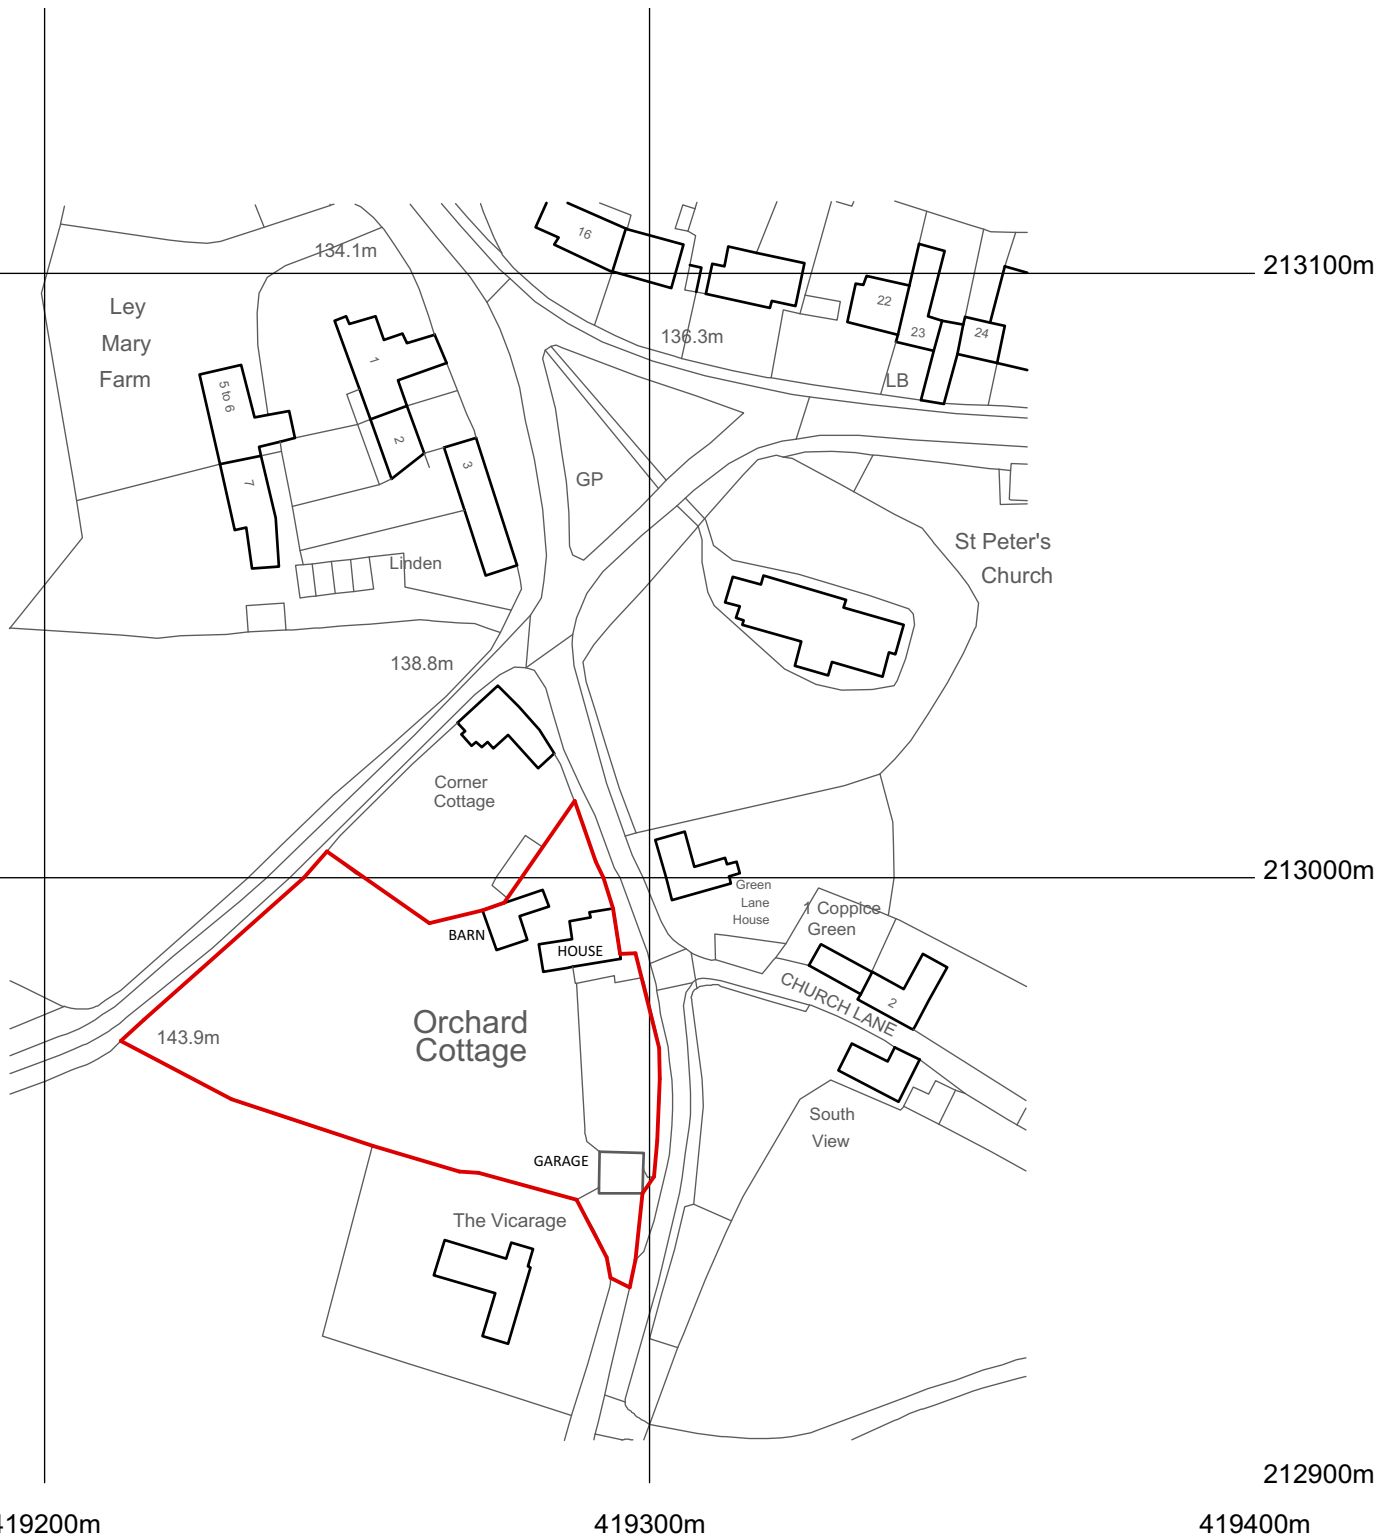 16
134.1m
213100m
Ley
Mary
Farm
22
23
24
136.3m
1
LB
5 to 6
2
3
7
GP
St Peter's
Church
Linden
138.8m
Corner
Cottage
213000m
Green
Lane
House
1 Coppice
Green
BARN
HOUSE
CHURCH LANE
2
Orchard
Cottage
143.9m
South
View
GARAGE
The Vicarage
212900m
419200m
419300m
419400m